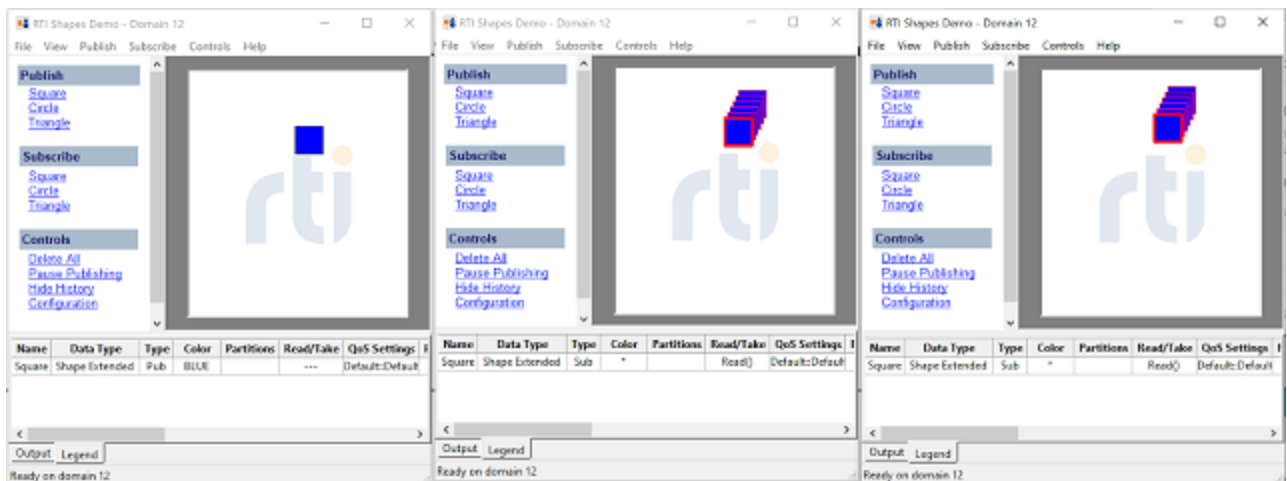 RTI Shapes Demo - Domain 12
File View Publish Subscribe Controls Help
Publish
Square
Circle
Triangle
Subscribe
Square
Circle
Triangle
Controls
Delete All
Pause Publishing
Hide History
Configuration
rti
Name Data Type Type Color Partitions Read/Take QoS Settings
Square Shape Extended Pub BLUE --- Default::Default
Output Legend
Ready on domain 12
RTI Shapes Demo - Domain 12
File View Publish Subscribe Controls Help
Publish
Square
Circle
Triangle
Subscribe
Square
Circle
Triangle
Controls
Delete All
Pause Publishing
Hide History
Configuration
rti
Name Data Type Type Color Partitions Read/Take QoS Settings
Square Shape Extended Sub * Read() Default::Defaul
Output Legend
Ready on domain 12
RTI Shapes Demo - Domain 12
File View Publish Subscribe Controls Help
Publish
Square
Circle
Triangle
Subscribe
Square
Circle
Triangle
Controls
Delete All
Pause Publishing
Hide History
Configuration
rti
Name Data Type Type Color Partitions Read/Take QoS Settings
Square Shape Extended Sub * Read() Default::Default
Output Legend
Ready on domain 12